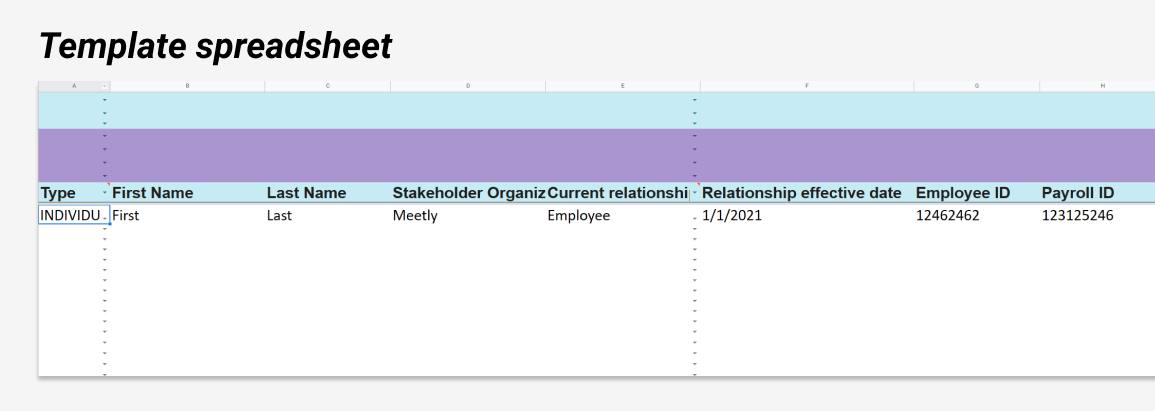 Template spreadsheet
A B C D E F G H
Type First Name Last Name Stakeholder Organiz Current relationshi Relationship effective date Employee ID Payroll ID
INDIVIDU First Last Meetly Employee 1/1/2021 12462462 123125246